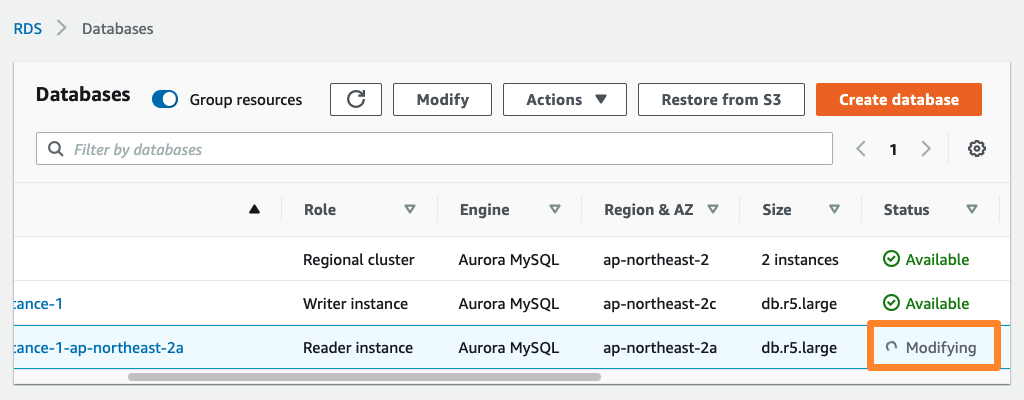 RDS > Databases
Databases Group resources Modify Actions Restore from S3 Create database
Filter by databases 1
Role Engine Region & AZ Size Status
Regional cluster Aurora MySQL ap-northeast-2 2 instances Available
tance-1 Writer instance Aurora MySQL ap-northeast-2c db.r5.large Available
tance-1-ap-northeast-2a Reader instance Aurora MySQL ap-northeast-2a db.r5.large Modifying